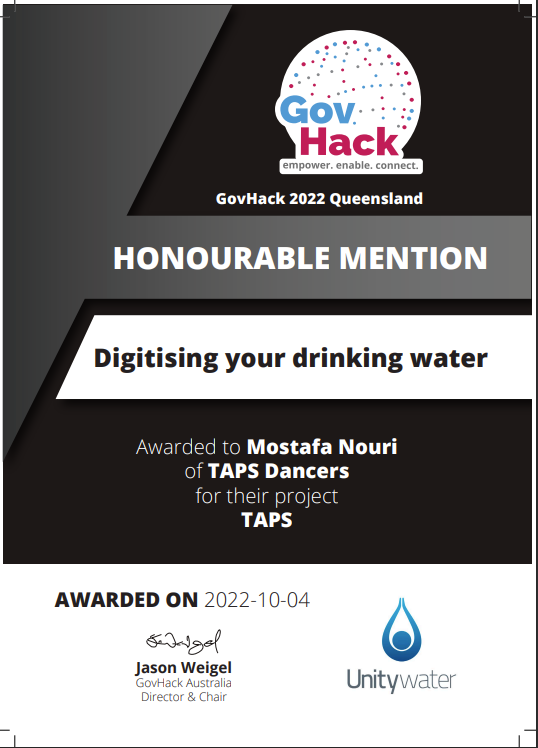 Gov
Hack
empower. enable. connect.
GovHack 2022 Queensland
HONOURABLE MENTION
Digitising your drinking water
Awarded to Mostafa Nouri
of TAPS Dancers
for their project
TAPS
AWARDED ON 2022-10-04
Jason Weigel
GovHack Australia
Director & Chair
Unitywater